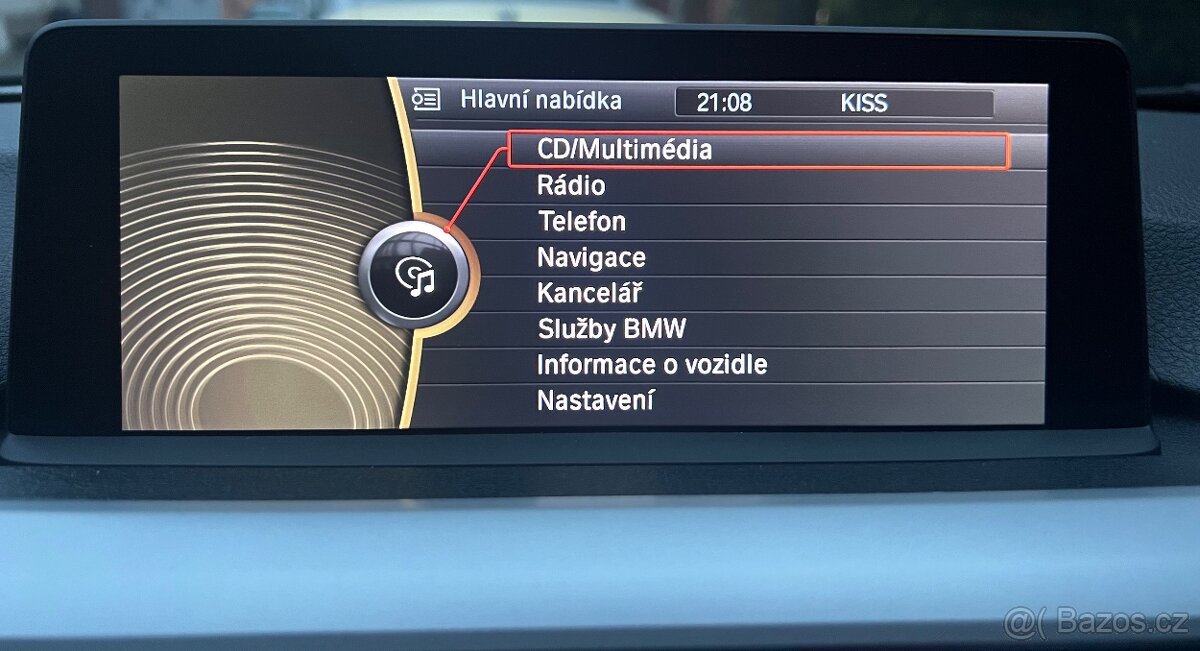 Hlavní nabídka 21:08 KISS
CD/Multimédia
Rádio
Telefon
Navigace
Kancelář
Služby BMW
Informace o vozidle
Nastavení
@( Bazos.cz